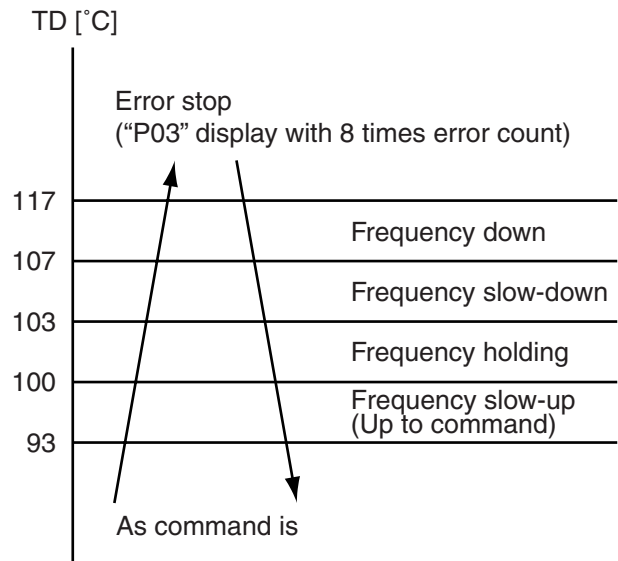 TD [˚C]
Error stop
(“P03” display with 8 times error count)
117
Frequency down
107
Frequency slow-down
103
Frequency holding
100
Frequency slow-up
(Up to command)
93
As command is